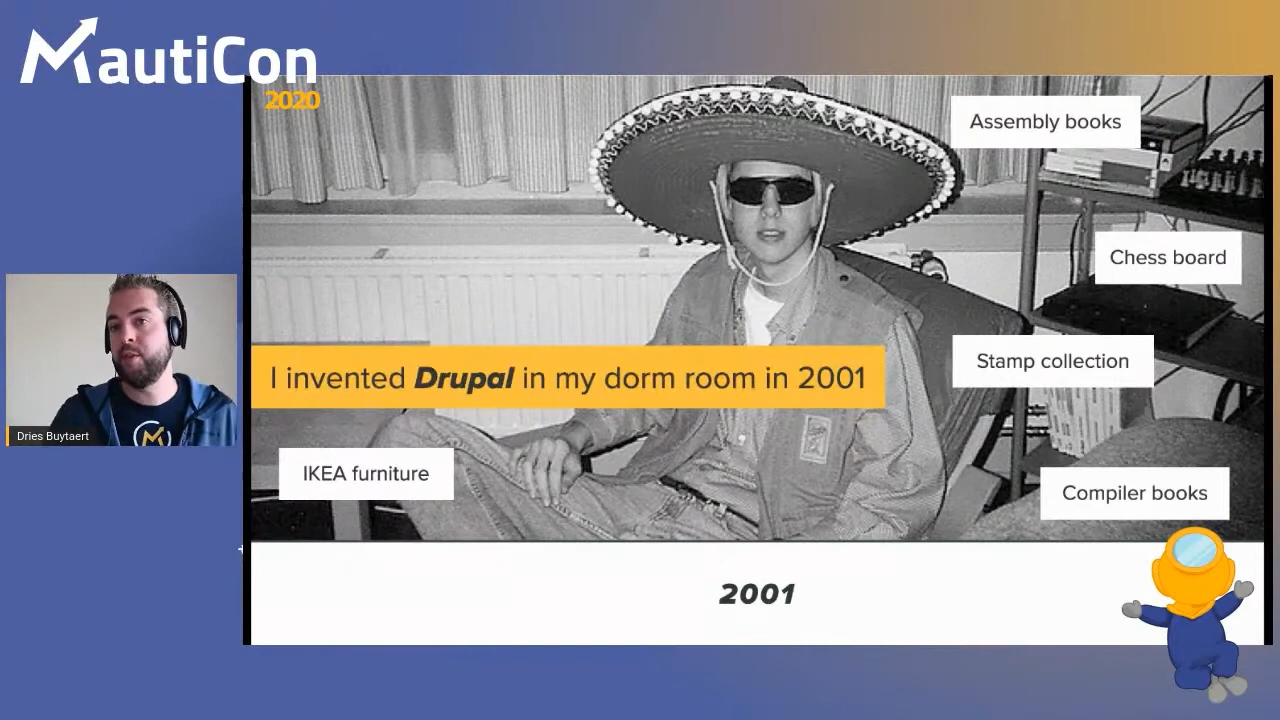 MautiCon
2020
Assembly books
Chess board
Stamp collection
I invented Drupal in my dorm room in 2001
Dries Buytaert
IKEA furniture
Compiler books
2001